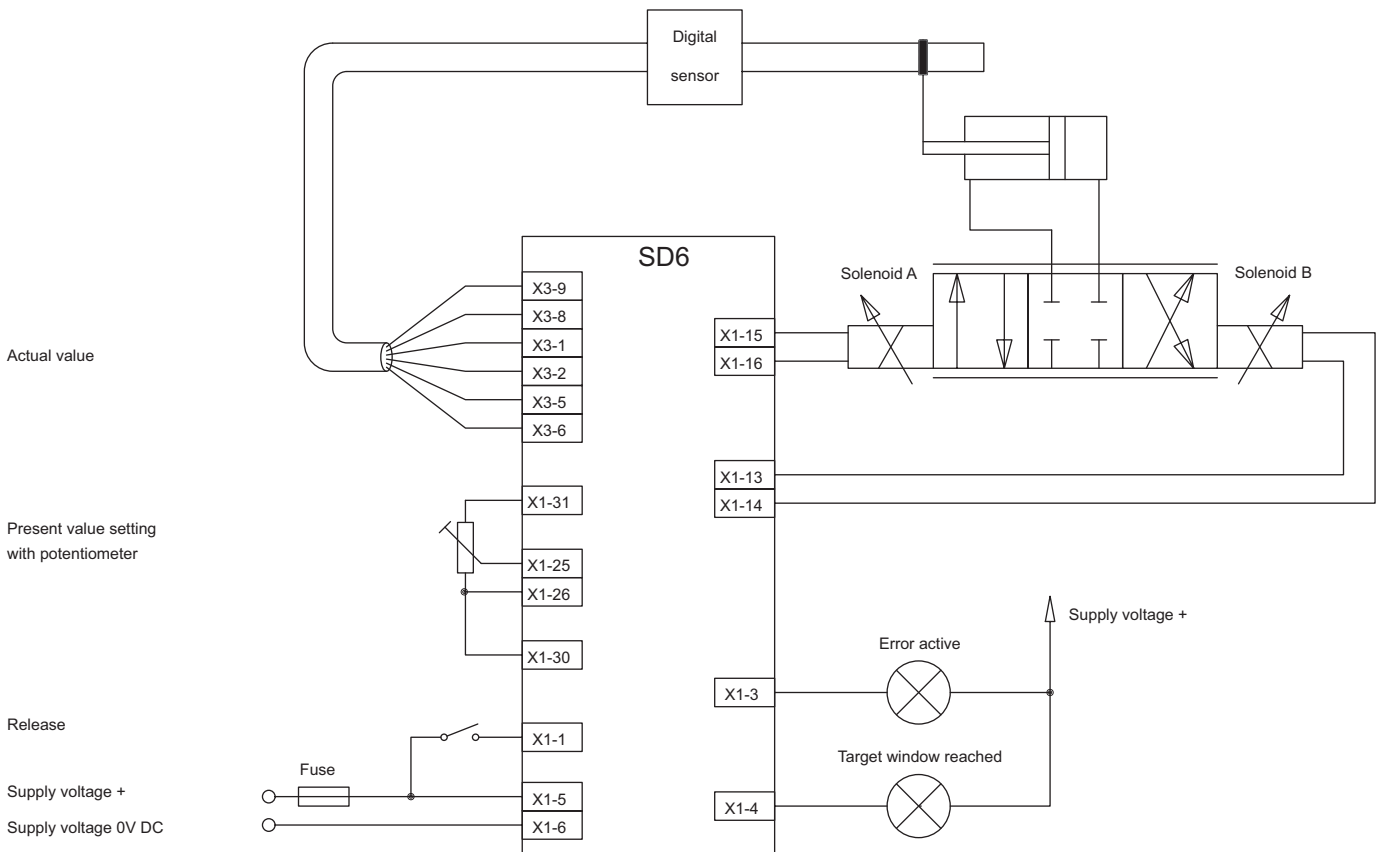 Digital
sensor
SD6
Solenoid A
Solenoid B
Actual value
X3-9
X3-8
X3-1
X3-2
X3-5
X3-6
X1-15
X1-16
X1-13
X1-14
Present value setting
with potentiometer
X1-31
X1-25
X1-26
X1-30
Supply voltage +
Error active
X1-3
Release
X1-1
Target window reached
X1-4
Fuse
Supply voltage +
X1-5
Supply voltage 0V DC
X1-6